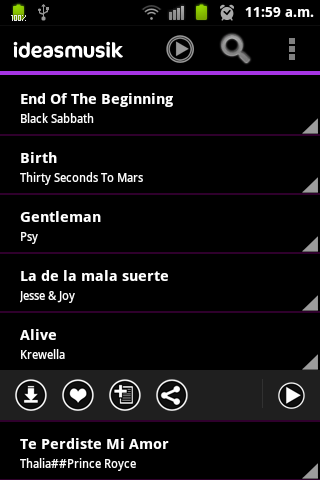 100%
11:59 a.m.
ideasmusik
End Of The Beginning
Black Sabbath
Birth
Thirty Seconds To Mars
Gentleman
Psy
La de la mala suerte
Jesse & Joy
Alive
Krewella
Te Perdiste Mi Amor
Thalia##Prince Royce